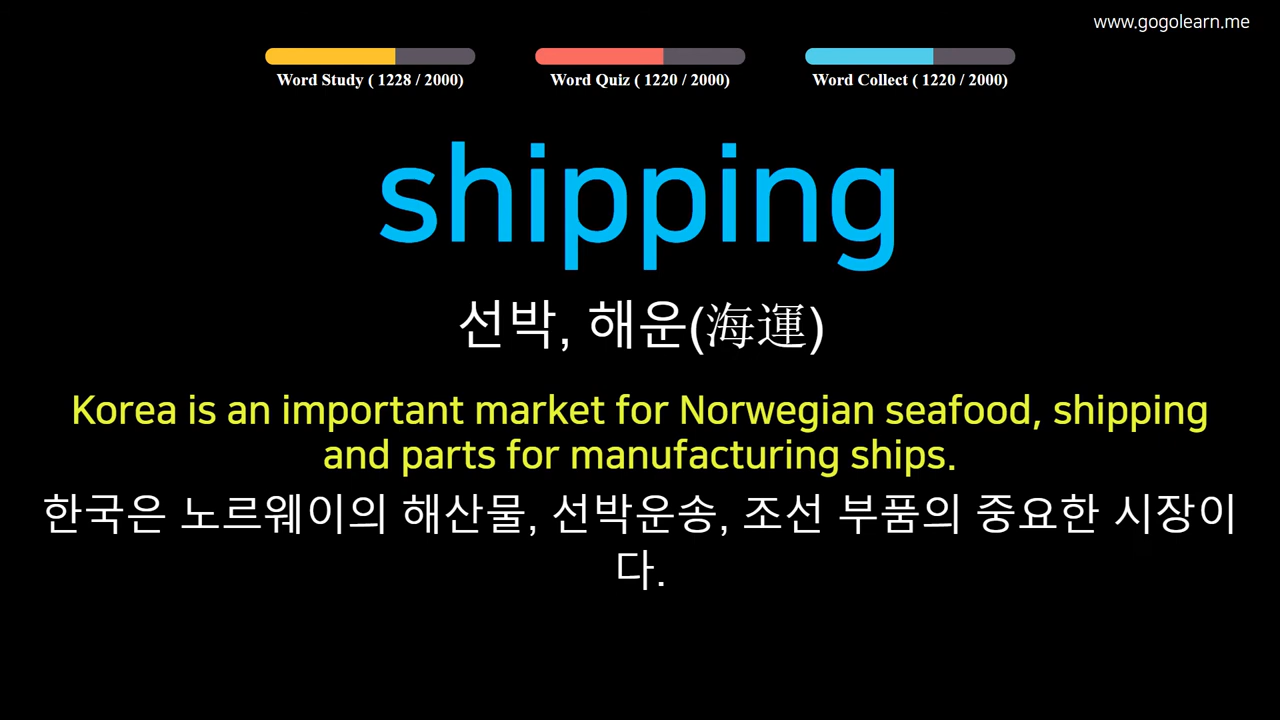 www.gogolearn.me
Word Study ( 1228 / 2000)
Word Quiz ( 1220 / 2000)
Word Collect ( 1220 / 2000)
shipping
선박, 해운(海運)
Korea is an important market for Norwegian seafood, shipping
and parts for manufacturing ships.
한국은 노르웨이의 해산물, 선박운송, 조선 부품의 중요한 시장이
다.